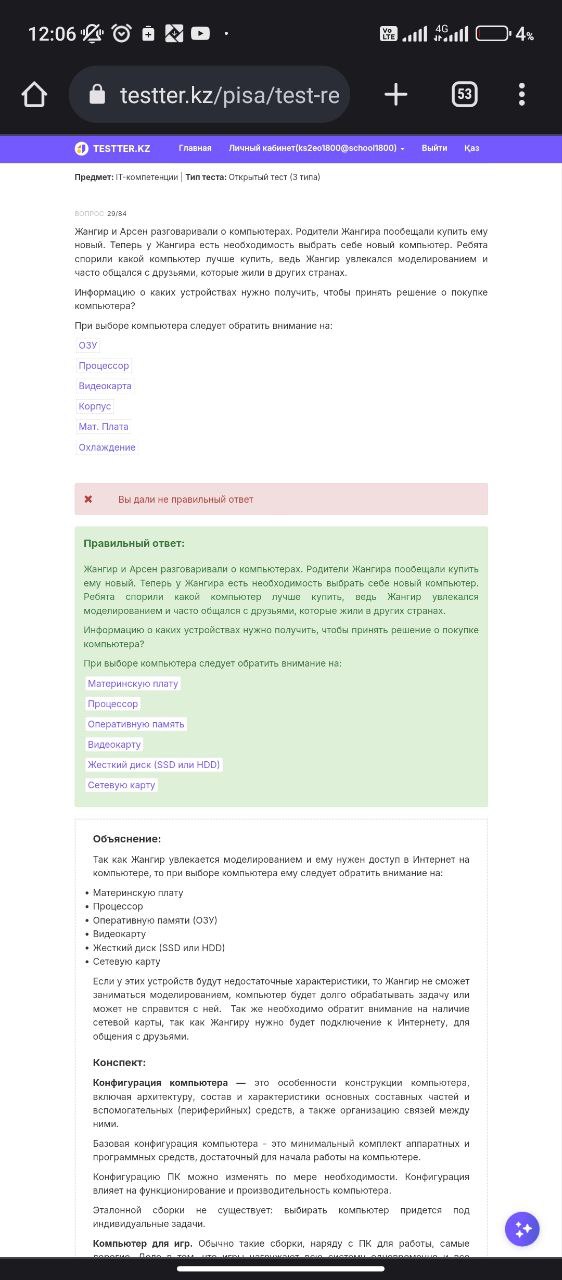 12:06
Vo LTE
4G
4%
testter.kz/pisa/test-re
53
TESTTER.KZ Главная Личный кабинет(ks2eo1800@school1800) Выйти Қаз
Предмет: IT-компетенции | Тип теста: Открытый тест (3 типа)
ВОПРОС 29/84
Жангир и Арсен разговаривали о компьютерах. Родители Жангира пообещали купить ему
новый. Теперь у Жангира есть необходимость выбрать себе новый компьютер. Ребята
спорили какой компьютер лучше купить, ведь Жангир увлекался моделированием и
часто общался с друзьями, которые жили в других странах.
Информацию о каких устройствах нужно получить, чтобы принять решение о покупке
компьютера?
При выборе компьютера следует обратить внимание на:
ОЗУ
Процессор
Видеокарта
Корпус
Мат. Плата
Охлаждение
Вы дали не правильный ответ
Правильный ответ:
Жангир и Арсен разговаривали о компьютерах. Родители Жангира пообещали купить
ему новый. Теперь у Жангира есть необходимость выбрать себе новый компьютер.
Ребята спорили какой компьютер лучше купить, ведь Жангир увлекался
моделированием и часто общался с друзьями, которые жили в других странах.
Информацию о каких устройствах нужно получить, чтобы принять решение о покупке
компьютера?
При выборе компьютера следует обратить внимание на:
Материнскую плату
Процессор
Оперативную память
Видеокарту
Жесткий диск (SSD или HDD)
Сетевую карту
Объяснение:
Так как Жангир увлекается моделированием и ему нужен доступ в Интернет на
компьютере, то при выборе компьютера ему следует обратить внимание на:
• Материнскую плату
• Процессор
• Оперативную памяти (ОЗУ)
• Видеокарту
• Жесткий диск (SSD или HDD)
• Сетевую карту
Если у этих устройств будут недостаточные характеристики, то Жангир не сможет
заниматься моделированием, компьютер будет долго обрабатывать задачу или
может не справится с ней. Так же необходимо обратит внимание на наличие
сетевой карты, так как Жангиру нужно будет подключение к Интернету, для
общения с друзьями.
Конспект:
Конфигурация компьютера — это особенности конструкции компьютера,
включая архитектуру, состав и характеристики основных составных частей и
вспомогательных (периферийных) средств, а также организацию связей между
ними.
Базовая конфигурация компьютера – это минимальный комплект аппаратных и
программных средств, достаточный для начала работы на компьютере.
Конфигурацию ПК можно изменять по мере необходимости. Конфигурация
влияет на функционирование и производительность компьютера.
Эталонной сборки не существует: выбирать компьютер придется под
индивидуальные задачи.
Компьютер для игр. Обычно такие сборки, наряду с ПК для работы, самые